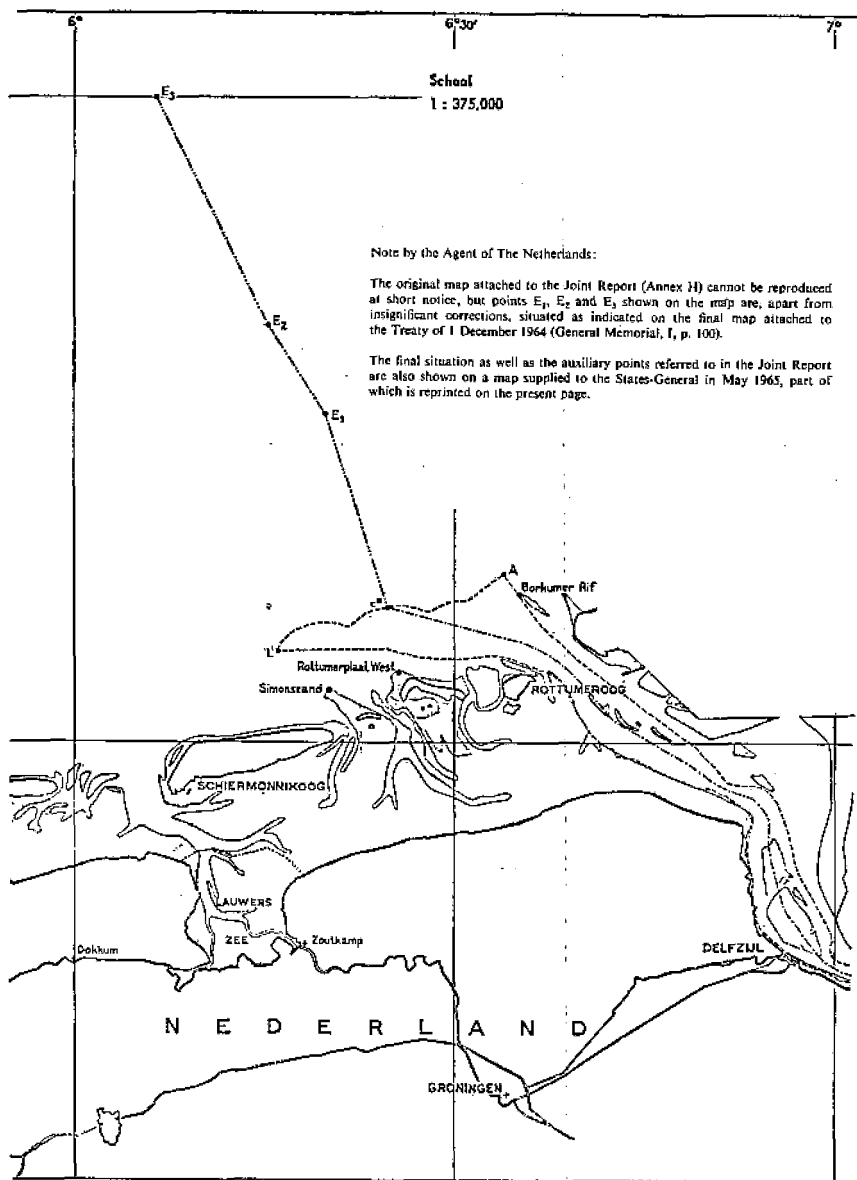 6° 6°30' 7°
Schaal
1 : 375,000
E₃
Note by the Agent of The Netherlands:
The original map attached to the Joint Report (Annex H) cannot be reproduced
at short notice, but points E₁, E₂ and E₃ shown on the map are, apart from
insignificant corrections, situated as indicated on the final map attached
to the Treaty of 1 December 1964 (General Memorial, I, p. 100).
E₂
The final situation as well as the auxiliary points referred to in the Joint Report
are also shown on a map supplied to the States-General in May 1965, part of
which is reprinted on the present page.
E₁
A
Borkumer Rif
L
Rottumerplaat West
Simonszand
ROTTUMEROOG
SCHIERMONNIKOOG
LAUWERS
ZEE
Zoutkamp
Dokkum
DELFZIJL
NEDERLAND
GRONINGEN